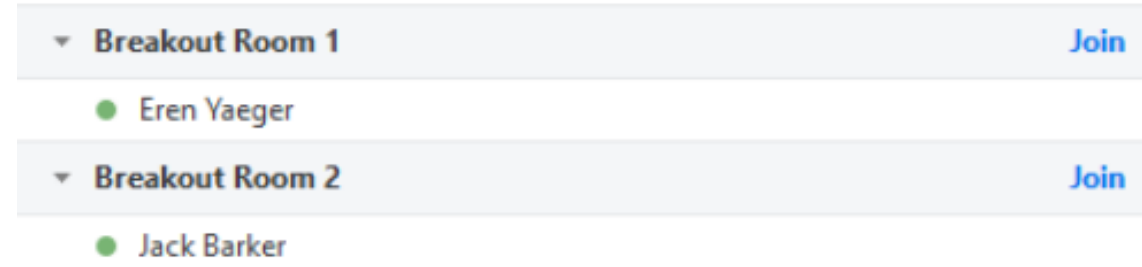 Breakout Room 1 Join
Eren Yaeger
Breakout Room 2 Join
Jack Barker